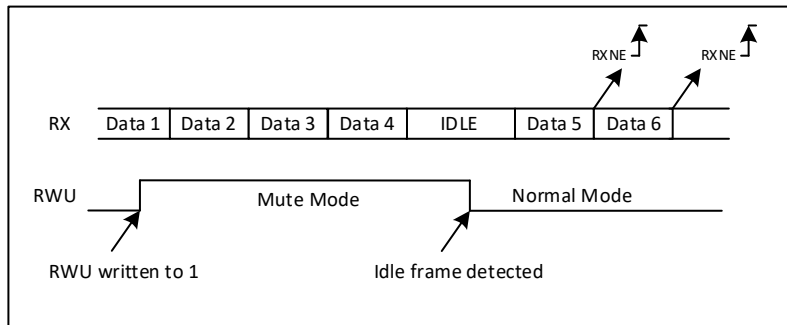 RXNE RXNE
RX Data 1 Data 2 Data 3 Data 4 IDLE Data 5 Data 6
RWU Mute Mode Normal Mode
RWU written to 1 Idle frame detected